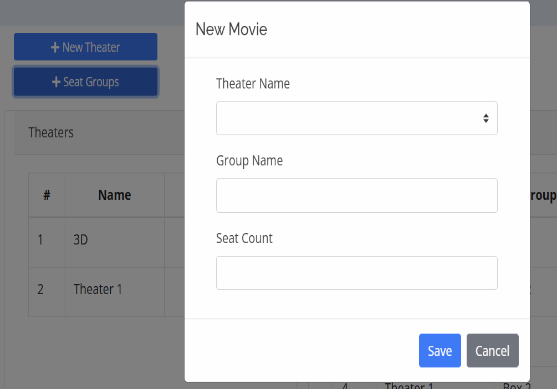 New Movie
+ New Theater
+ Seat Groups
Theater Name
Theaters
Group Name
# Name
roup
Seat Count
1 3D
2 Theater 1
Save Cancel
4 Theater 1 Box 2